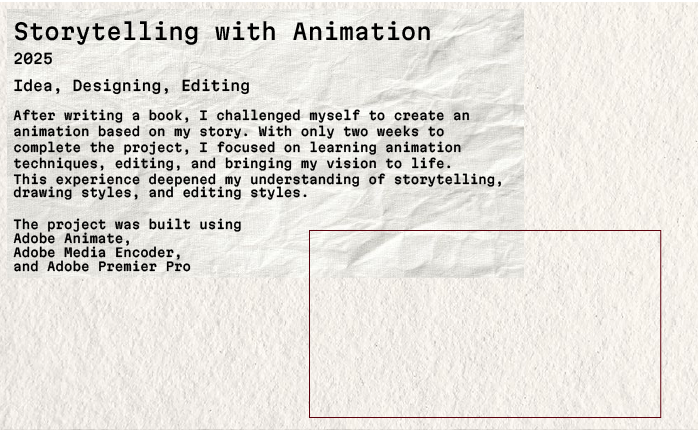 Storytelling with Animation
2025
Idea, Designing, Editing
After writing a book, I challenged myself to create an
animation based on my story. With only two weeks to
complete the project, I focused on learning animation
techniques, editing, and bringing my vision to life.
This experience deepened my understanding of storytelling,
drawing styles, and editing styles.
The project was built using
Adobe Animate,
Adobe Media Encoder,
and Adobe Premier Pro